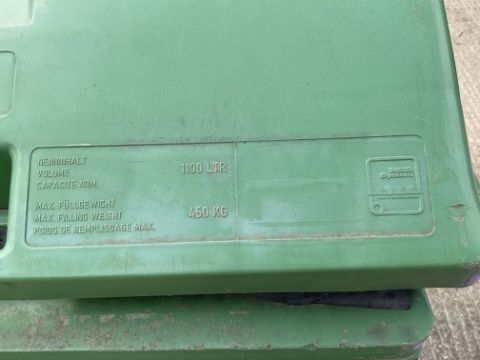 NENNINHALT
VOLUME 1100 LTR
CAPACITE NOM.
MAX. FÜLLGEWICHT
MAX. FILLING WEIGHT 450 KG
POIDS DE REMPLISSAGE MAX.